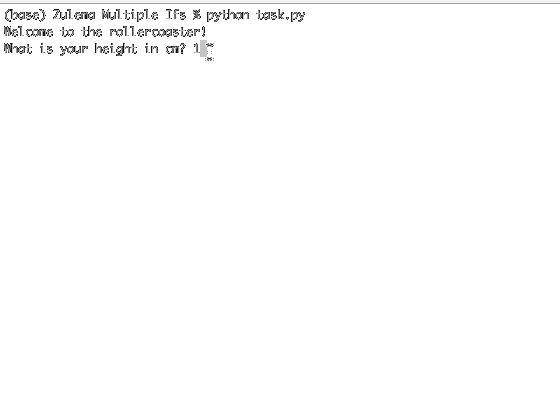 (base) Zulema Multiple Ifs % python task.py
Welcome to the rollercoaster!
What is your height in cm? 1